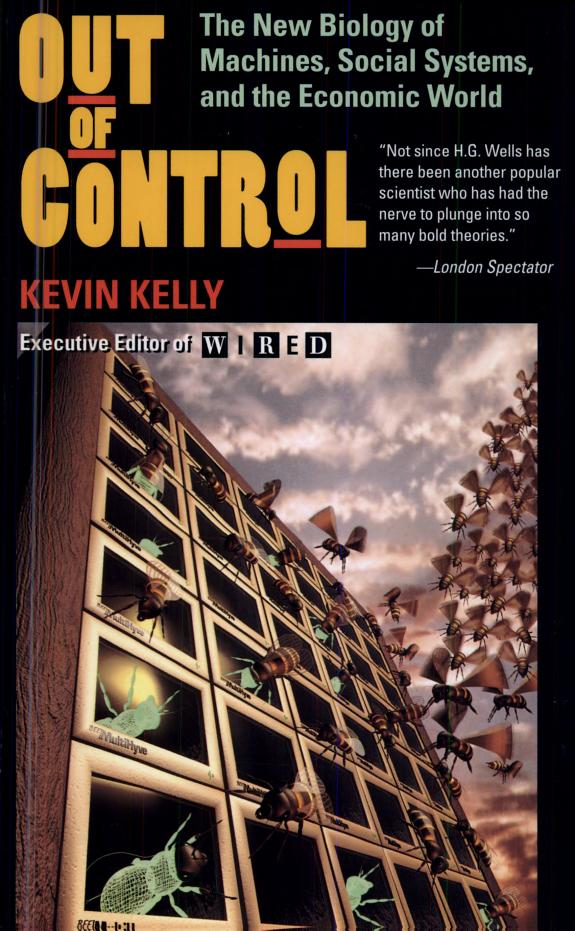 OUT
OF
CONTROL
The New Biology of
Machines, Social Systems,
and the Economic World
“Not since H.G. Wells has
there been another popular
scientist who has had the
nerve to plunge into so
many bold theories.”
—London Spectator
KEVIN KELLY
Executive Editor of WIRED
MultiHyve
MultiHyve